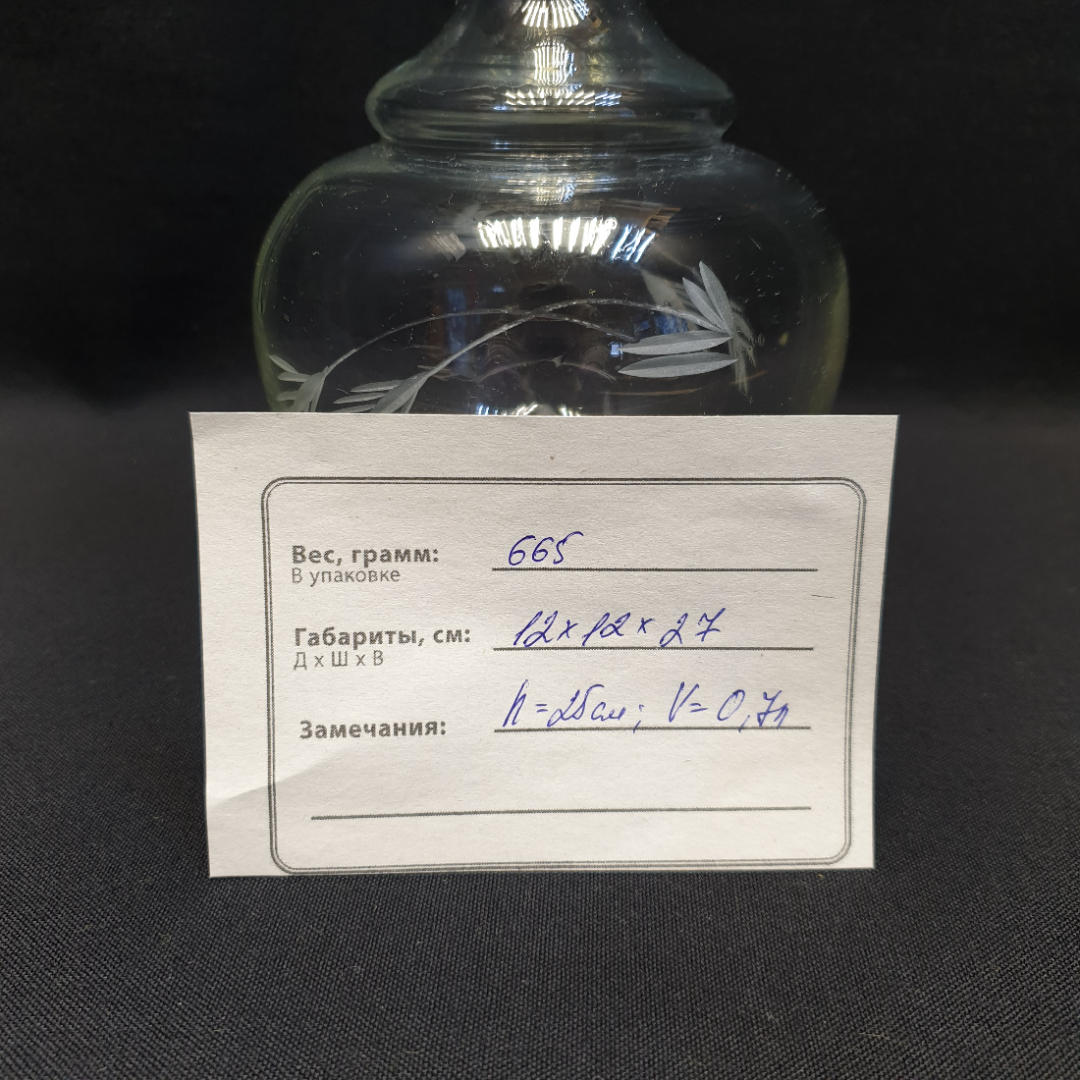 Вес, грамм: 665
В упаковке
Габариты, см: 12 x 12 x 27
Д x Ш x В
Замечания: h=25см; V=0,7л